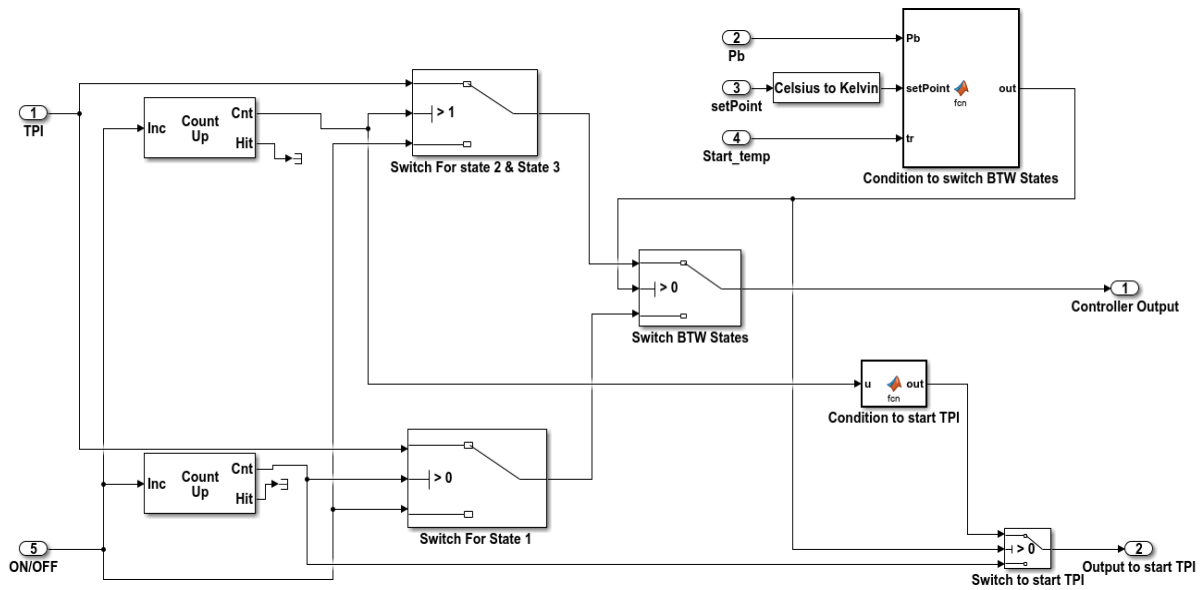 2
Pb
3
setPoint
Celsius to Kelvin
4
Start_temp
Pb
setPoint
fcn
out
tr
Condition to switch BTW States
1
TPI
Inc
Count
Up
Cnt
Hit
> 1
Switch For state 2 & State 3
> 0
Switch BTW States
1
Controller Output
u
fcn
out
Condition to start TPI
Inc
Count
Up
Cnt
Hit
> 0
Switch For State 1
5
ON/OFF
> 0
Switch to start TPI
2
Output to start TPI